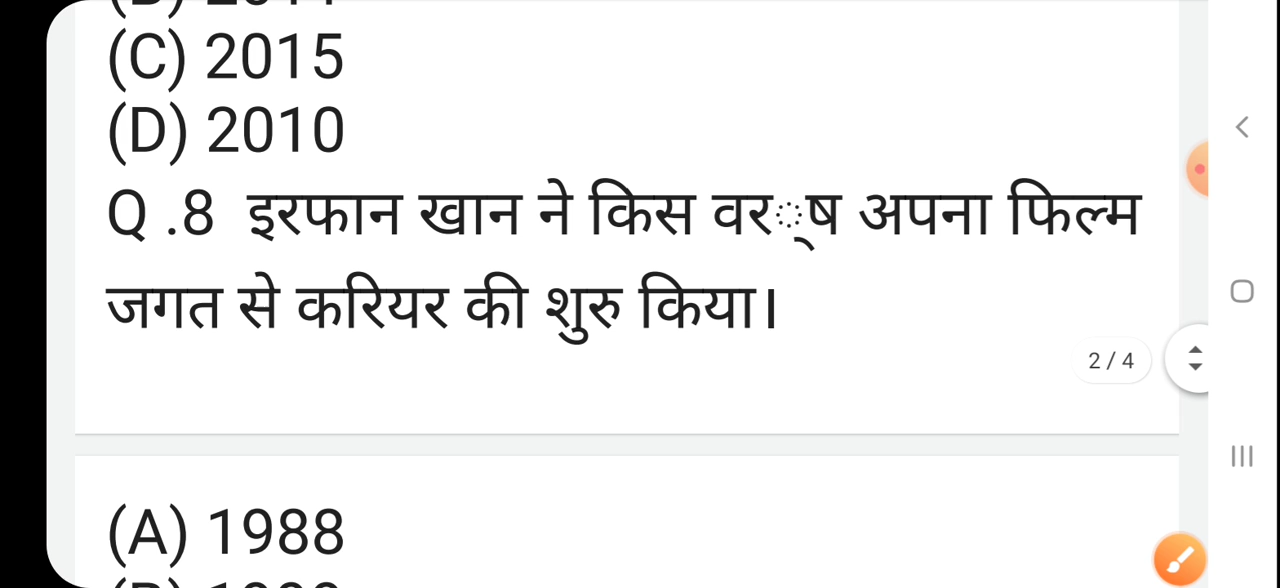 (C) 2015
(D) 2010
Q .8 इरफान खान ने किस वर्ष अपना फिल्म
जगत से करियर की शुरु किया।
2 / 4
(A) 1988